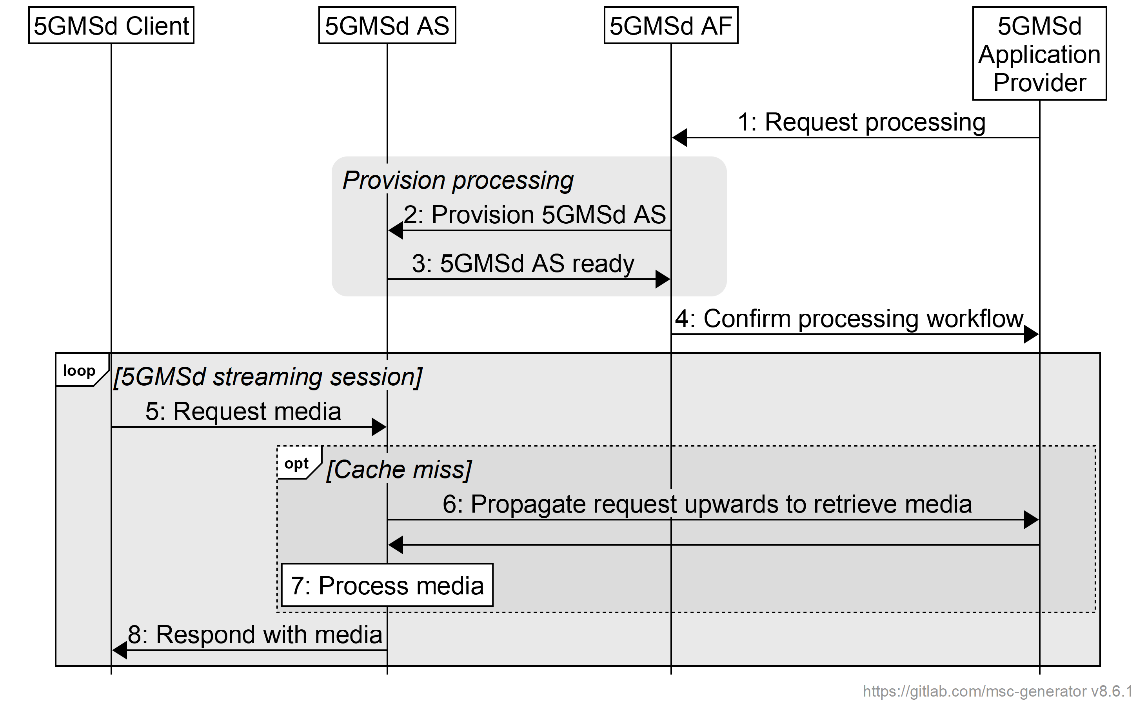 5GMSd Client
5GMSd AS
5GMSd AF
5GMSd
Application
Provider
1: Request processing
Provision processing
2: Provision 5GMSd AS
3: 5GMSd AS ready
4: Confirm processing workflow
loop
[5GMSd streaming session]
5: Request media
opt
[Cache miss]
6: Propagate request upwards to retrieve media
7: Process media
8: Respond with media
https://gitlab.com/msc-generator v8.6.1